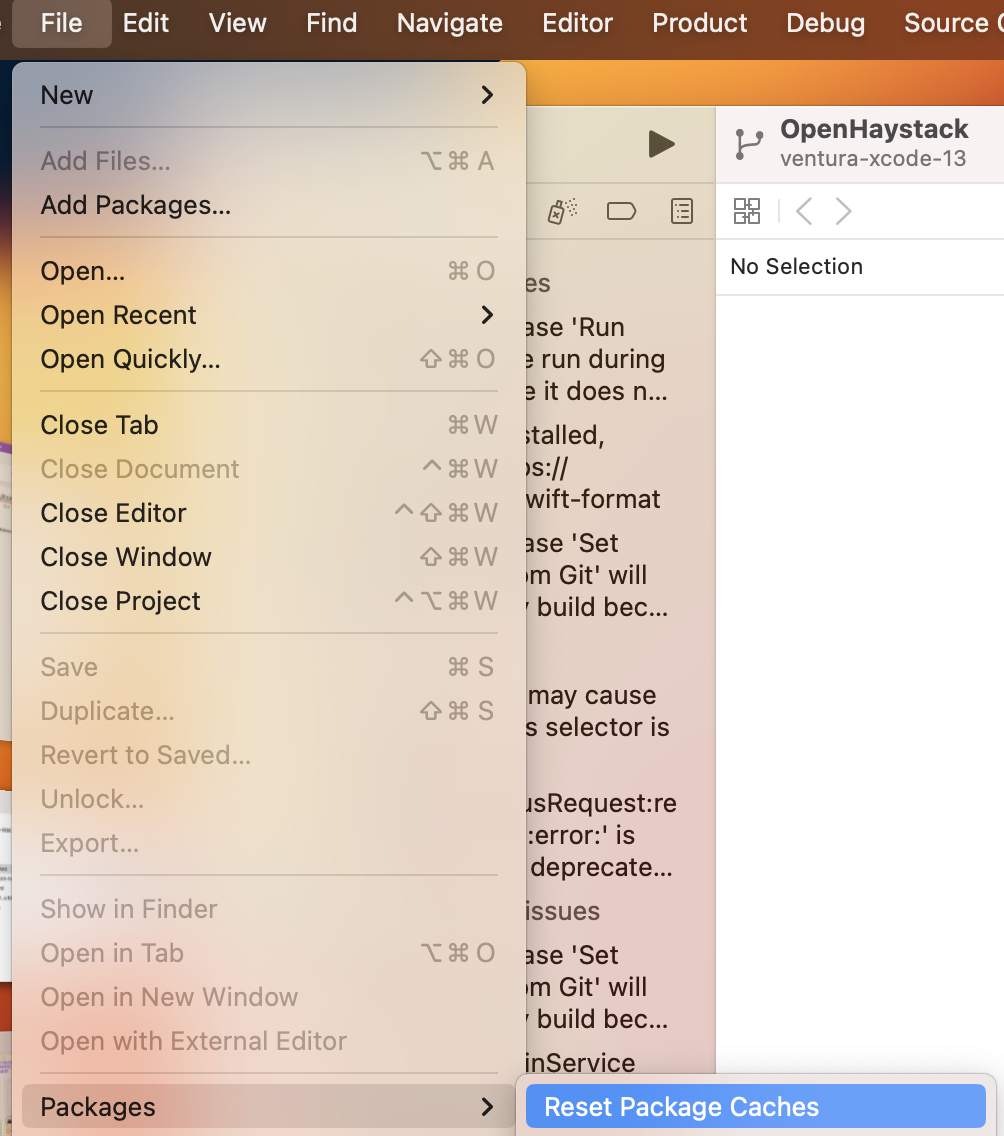 File Edit View Find Navigate Editor Product Debug Source
New
Add Files... ⌥⌘ A
Add Packages...
Open... ⌘ O
Open Recent
Open Quickly... ⇧⌘ O
Close Tab ⌘W
Close Document ^⌘W
Close Editor ^⇧⌘W
Close Window ⇧⌘W
Close Project ^⌥⌘W
Save ⌘ S
Duplicate... ⇧⌘ S
Revert to Saved...
Unlock...
Export...
Show in Finder
Open in Tab ⌥⌘ O
Open in New Window
Open with External Editor
Packages
Reset Package Caches
OpenHaystack
ventura-xcode-13
No Selection
es
ase 'Run
e run during
e it does n...
stalled,
ps://
wift-format
ase 'Set
om Git' will
y build bec...
may cause
s selector is
usRequest:re
:error:' is
deprecate...
issues
ase 'Set
om Git' will
y build bec...
inService